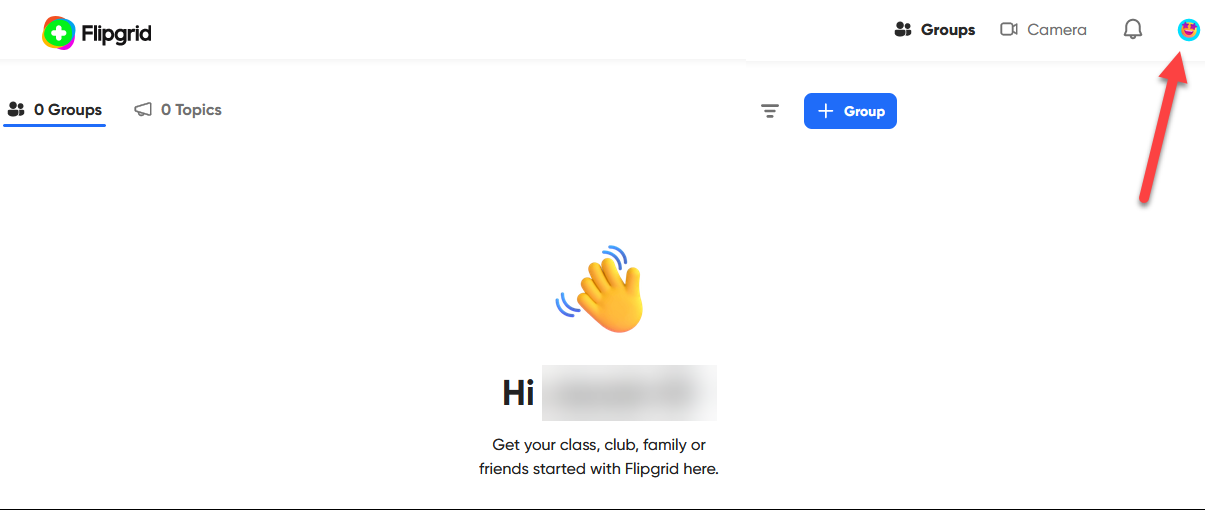 Flipgrid
Groups
Camera
0 Groups
0 Topics
Group
Hi
Get your class, club, family or
friends started with Flipgrid here.